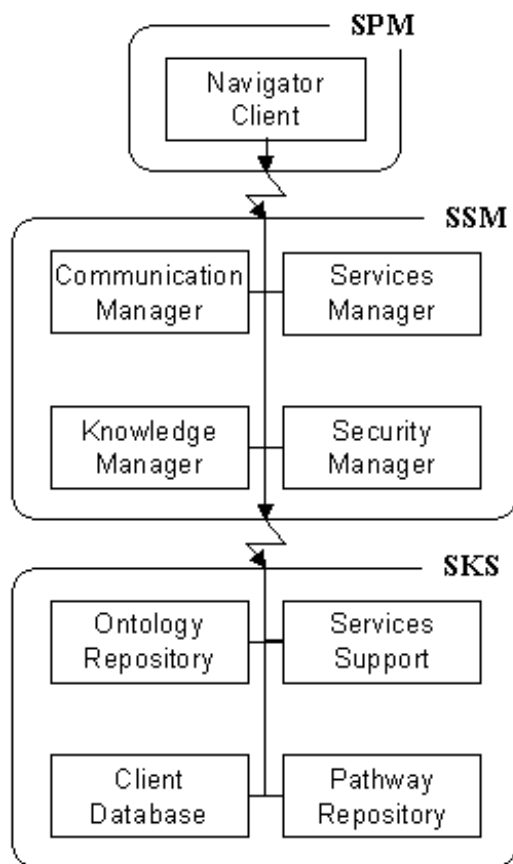 SPM
Navigator
Client
SSM
Communication
Manager
Services
Manager
Knowledge
Manager
Security
Manager
SKS
Ontology
Repository
Services
Support
Client
Database
Pathway
Repository